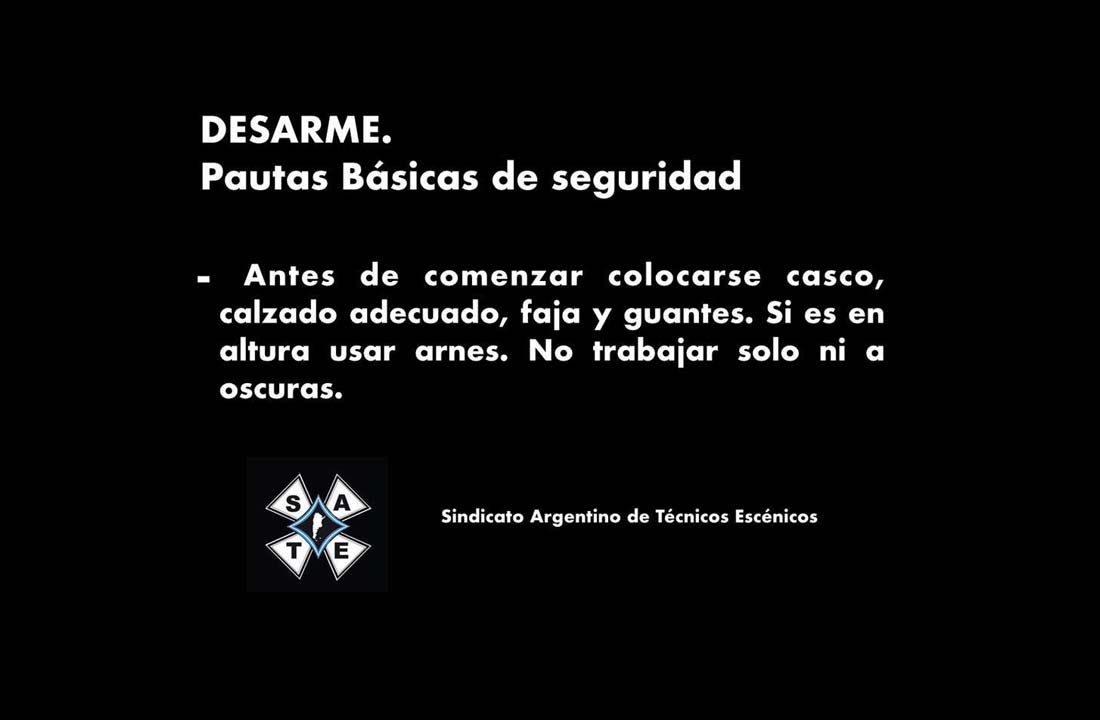 DESARME.
Pautas Básicas de seguridad
- Antes de comenzar colocarse casco,
calzado adecuado, faja y guantes. Si es en
altura usar arnes. No trabajar solo ni a
oscuras.
S A
T E
Sindicato Argentino de Técnicos Escénicos